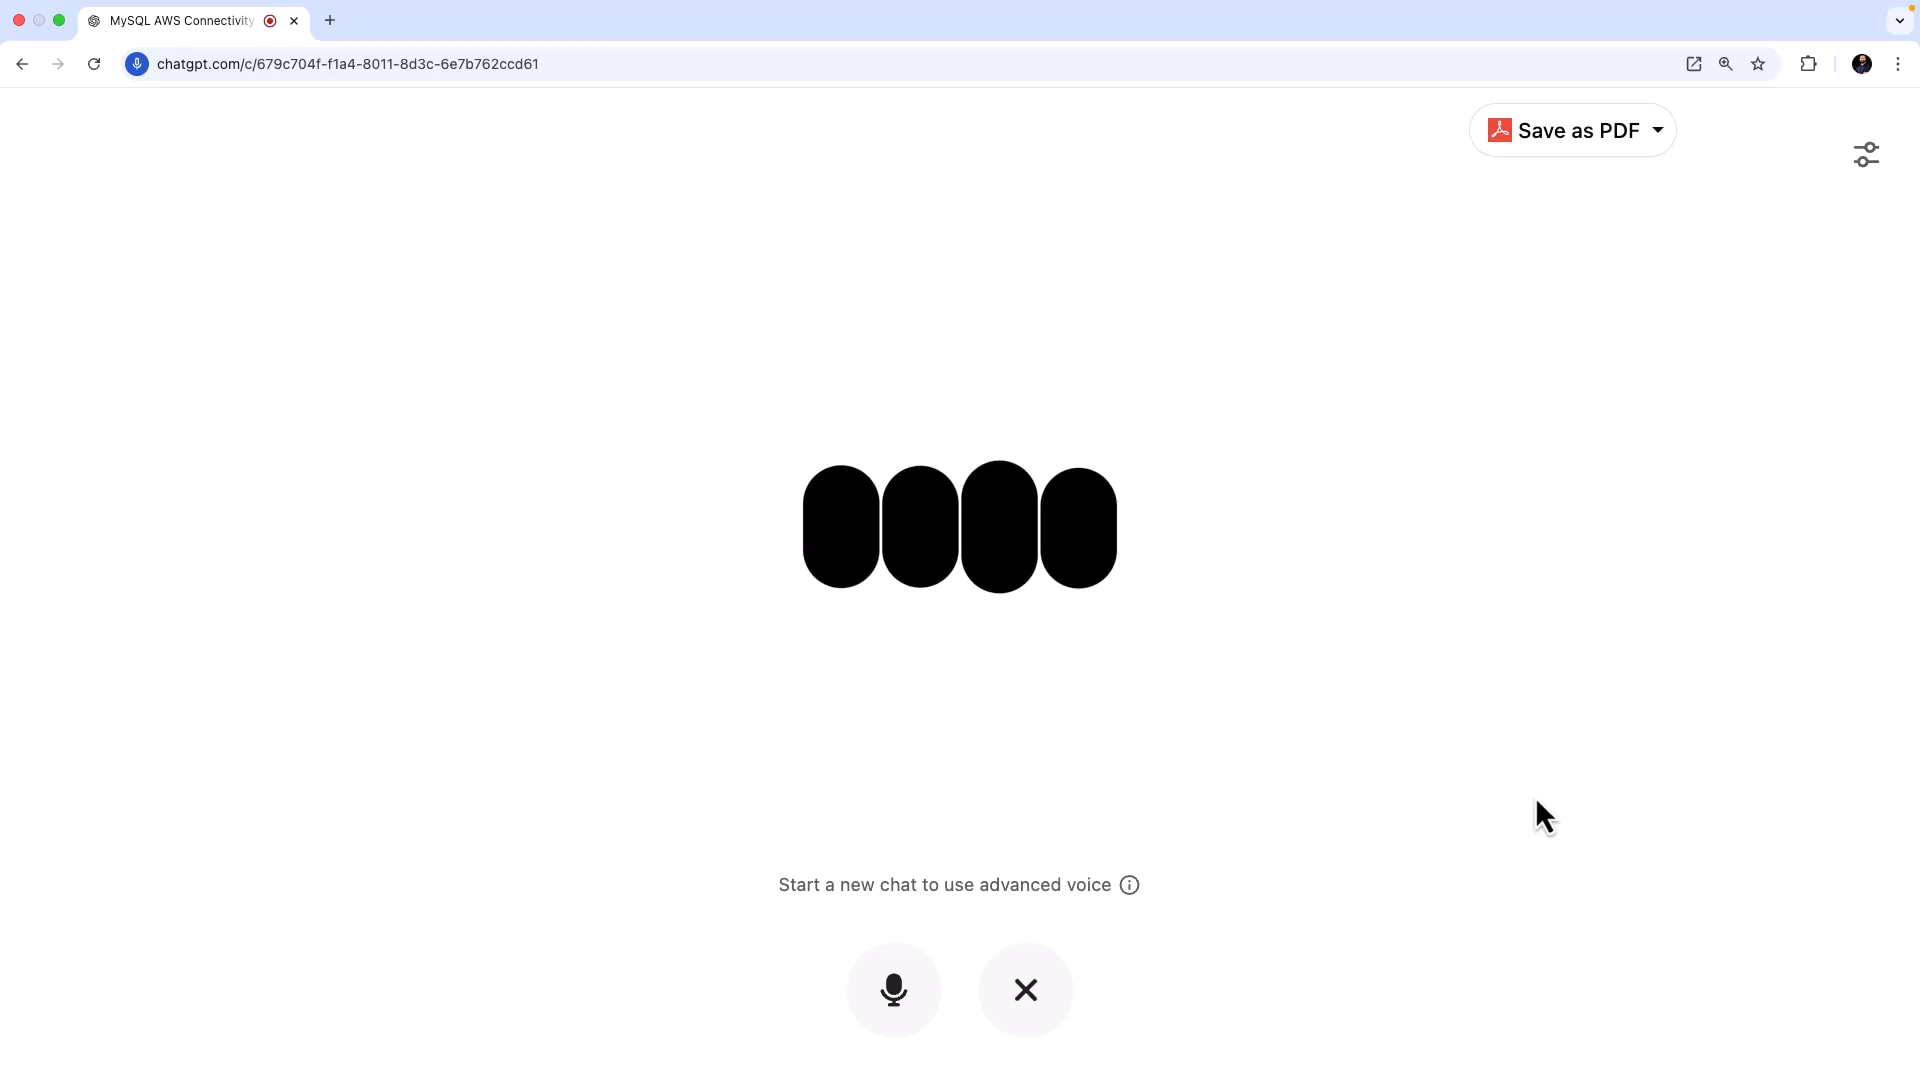 MySQL AWS Connectivity
chatgpt.com/c/679c704f-f1a4-8011-8d3c-6e7b762ccd61
Save as PDF
Start a new chat to use advanced voice